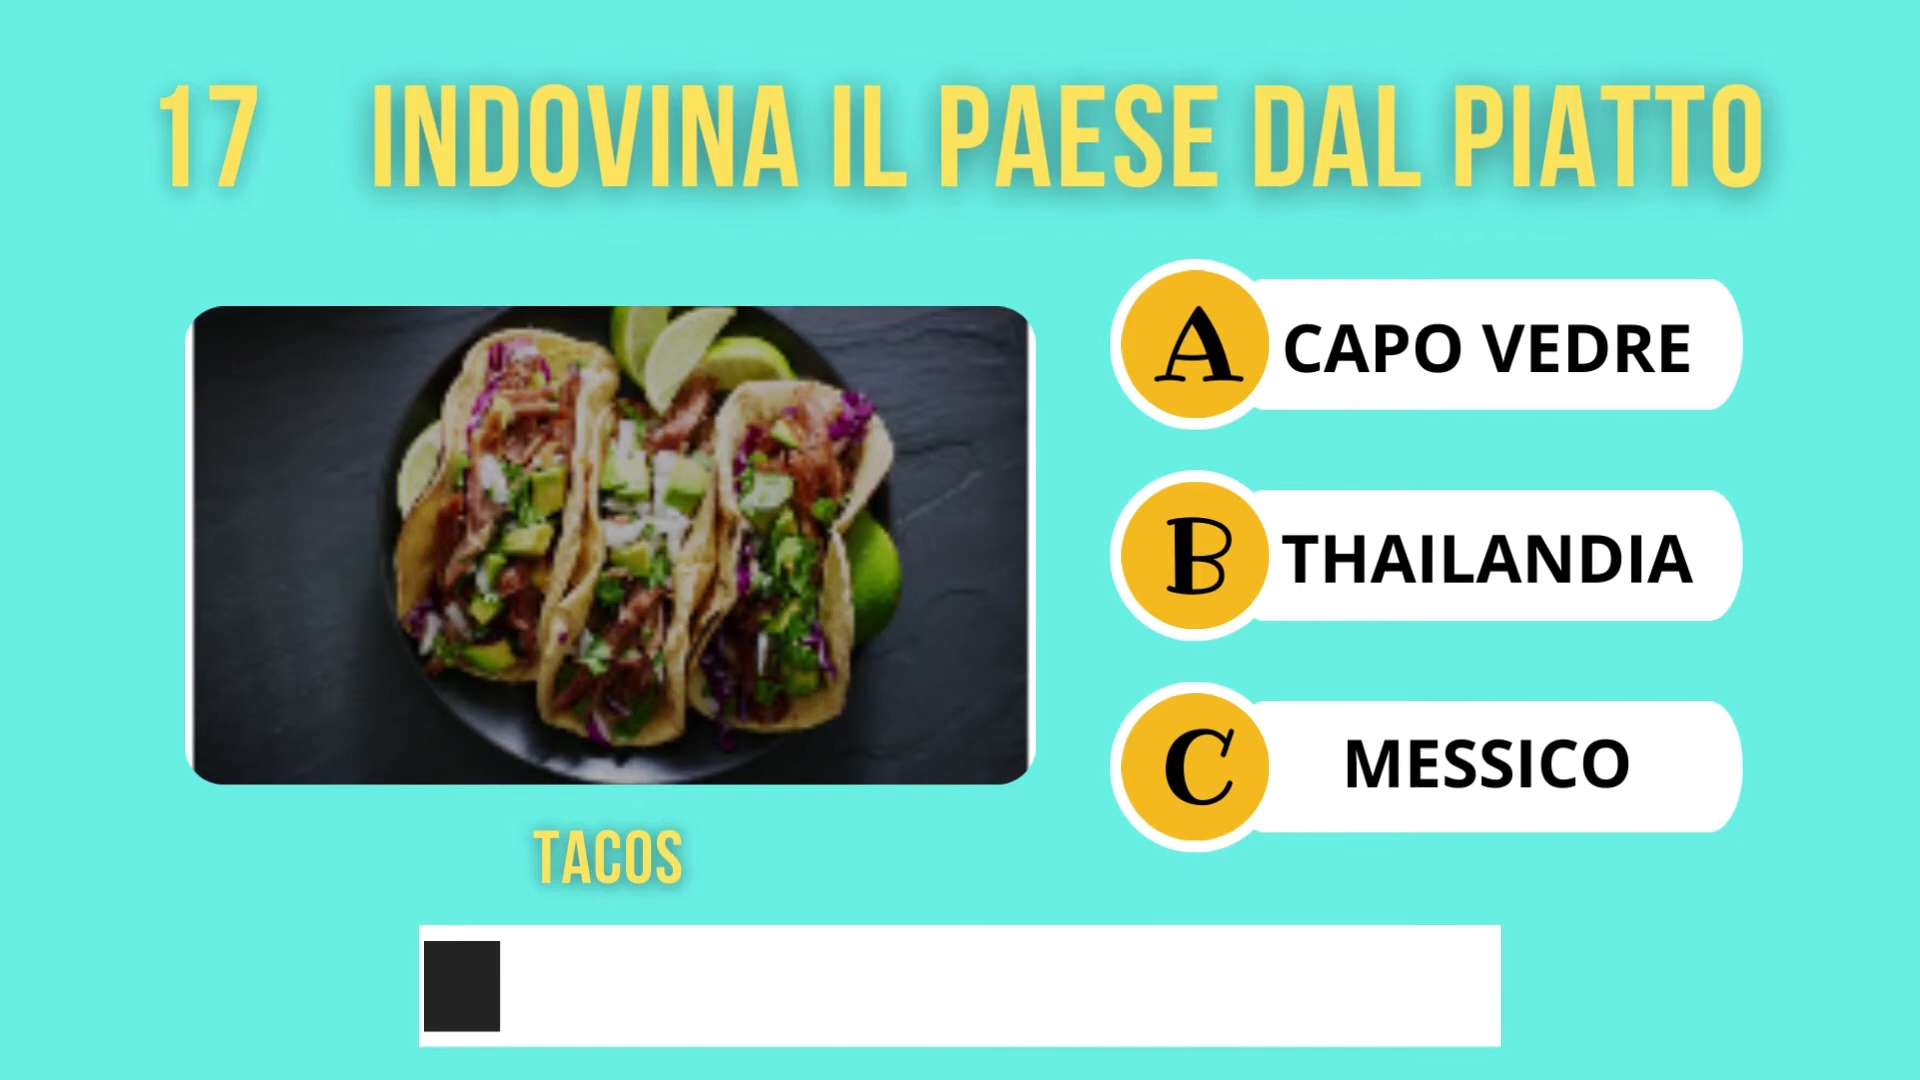 17 INDOVINA IL PAESE DAL PIATTO
A CAPO VEDRE
B THAILANDIA
C MESSICO
TACOS